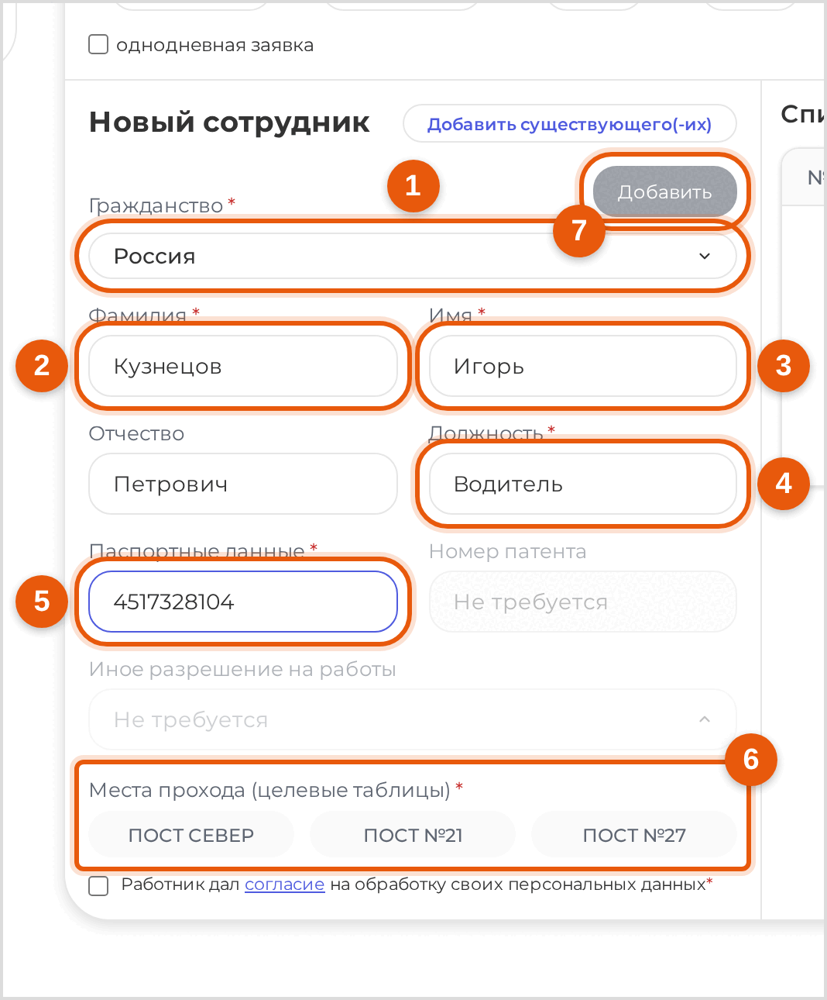 однодневная заявка
Новый сотрудник
Добавить существующего(-их)
Спи
№
1
Добавить
7
Гражданство *
Россия
Фамилия *
Имя *
2
Кузнецов
Игорь
3
Отчество
Должность *
Петрович
Водитель
4
Паспортные данные *
Номер патента
5
4517328104
Не требуется
Иное разрешение на работы
Не требуется
6
Места прохода (целевые таблицы) *
ПОСТ СЕВЕР
ПОСТ №21
ПОСТ №27
Работник дал согласие на обработку своих персональных данных*